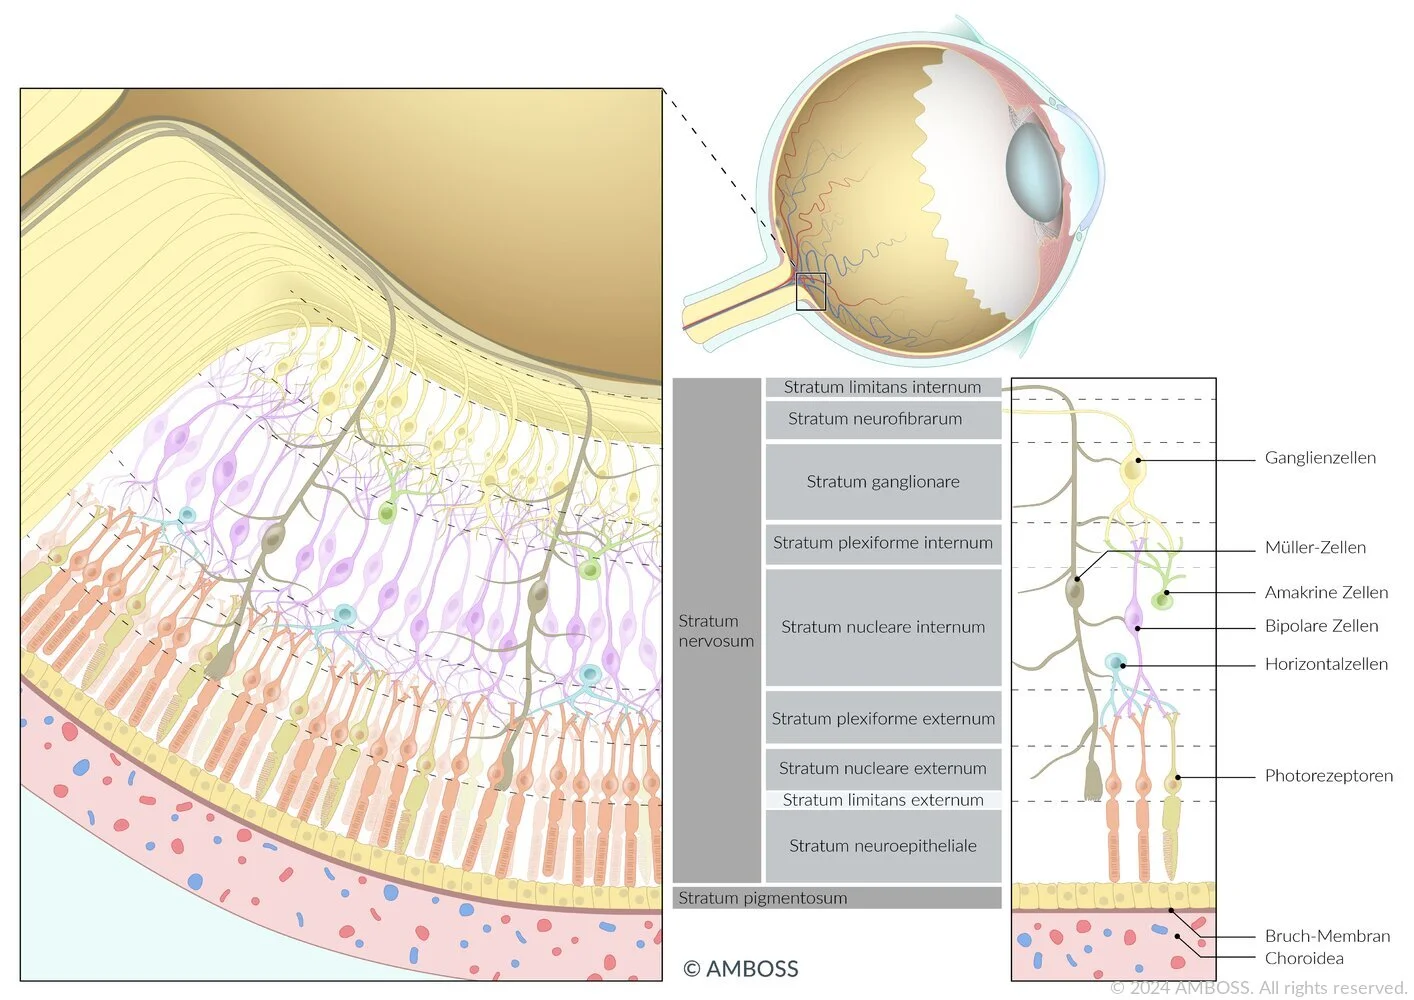 Stratum limitans internum
Stratum neurofibrarum
Stratum ganglionare
Stratum plexiforme internum
Stratum nucleare internum
Stratum
nervosum
Stratum plexiforme externum
Stratum nucleare externum
Stratum limitans externum
Stratum neuroepitheliale
Stratum pigmentosum
Ganglienzellen
Müller-Zellen
Amakrine Zellen
Bipolare Zellen
Horizontalzellen
Photorezeptoren
Bruch-Membran
Choroidea
© AMBOSS
© 2024 AMBOSS. All rights reserved.